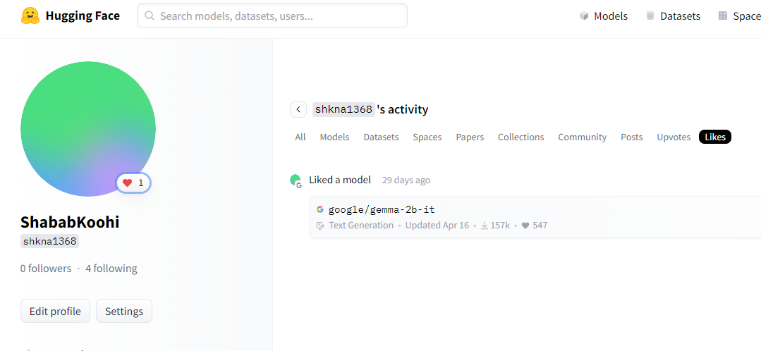 Hugging Face
Search models, datasets, users...
Models
Datasets
Space
1
ShababKoohi
shkna1368
0 followers · 4 following
Edit profile
Settings
shkna1368 's activity
All
Models
Datasets
Spaces
Papers
Collections
Community
Posts
Upvotes
Likes
Liked a model 29 days ago
google/gemma-2b-it
Text Generation • Updated Apr 16 • 157k • 547